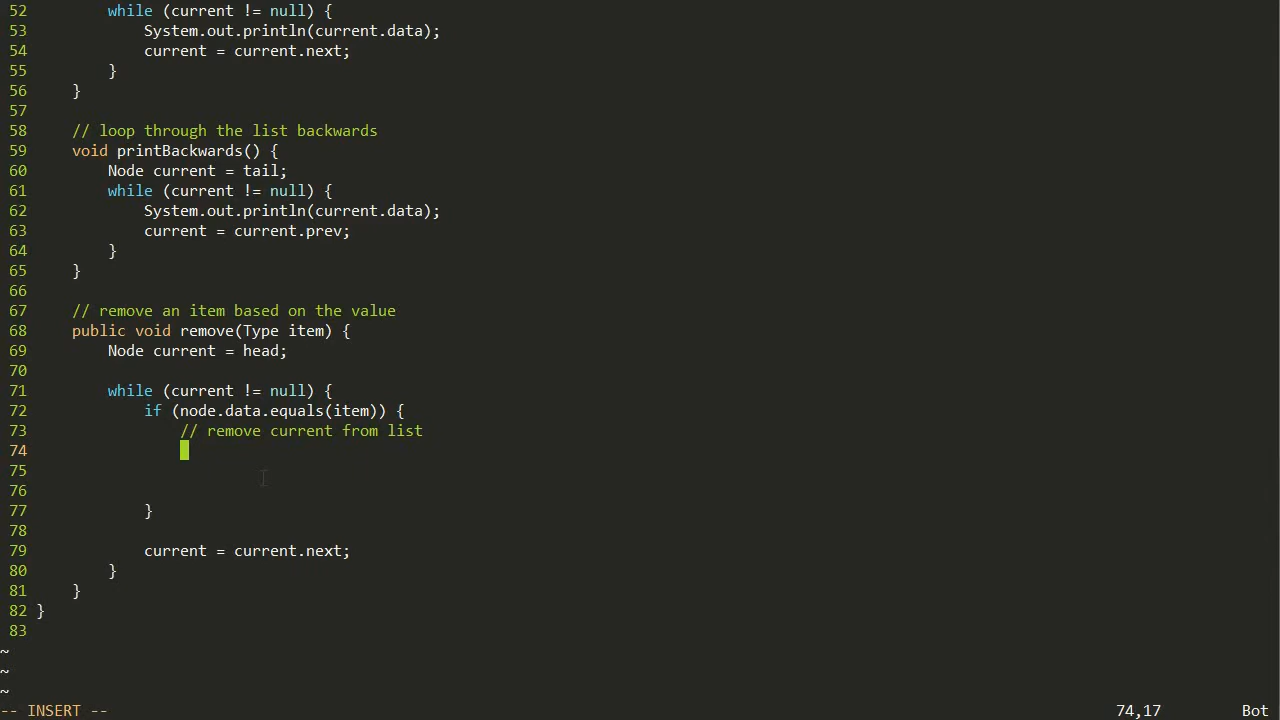 52         while (current != null) {
53             System.out.println(current.data);
54             current = current.next;
55         }
56     }
57
58     // loop through the list backwards
59     void printBackwards() {
60         Node current = tail;
61         while (current != null) {
62             System.out.println(current.data);
63             current = current.prev;
64         }
65     }
66
67     // remove an item based on the value
68     public void remove(Type item) {
69         Node current = head;
70
71         while (current != null) {
72             if (node.data.equals(item)) {
73                 // remove current from list
74
75
76
77             }
78
79             current = current.next;
80         }
81     }
82 }
83
~
~
~
-- INSERT -- 74,17 Bot